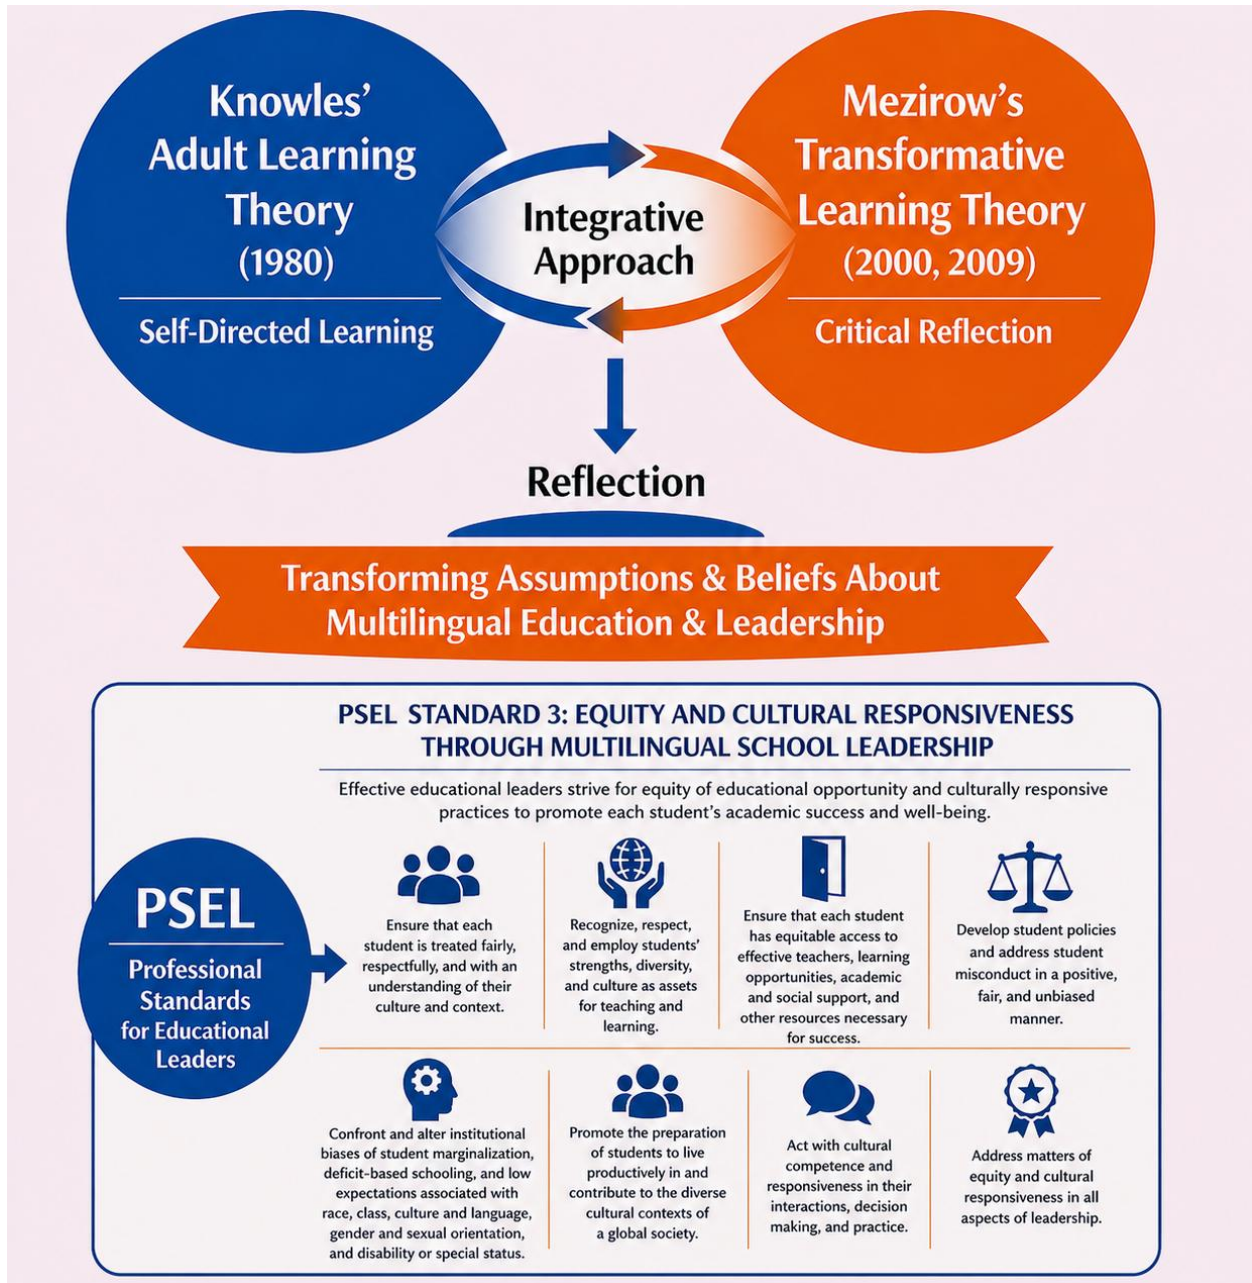 Knowles’
Adult Learning
Theory
(1980)
Self-Directed Learning
Integrative
Approach
Mezirow’s
Transformative
Learning Theory
(2000, 2009)
Critical Reflection
Reflection
Transforming Assumptions & Beliefs About
Multilingual Education & Leadership
PSEL STANDARD 3: EQUITY AND CULTURAL RESPONSIVENESS
THROUGH MULTILINGUAL SCHOOL LEADERSHIP
Effective educational leaders strive for equity of educational opportunity and culturally responsive
practices to promote each student’s academic success and well-being.
PSEL
Professional
Standards
for Educational
Leaders
Ensure that each
student is treated fairly,
respectfully, and with an
understanding of their
culture and context.
Recognize, respect,
and employ students’
strengths, diversity,
and culture as assets
for teaching and
learning.
Ensure that each student
has equitable access to
effective teachers, learning
opportunities, academic
and social support, and
other resources necessary
for success.
Develop student policies
and address student
misconduct in a positive,
fair, and unbiased
manner.
Confront and alter institutional
biases of student marginalization,
deficit-based schooling, and low
expectations associated with
race, class, culture and language,
gender and sexual orientation,
and disability or special status.
Promote the preparation
of students to live
productively in and
contribute to the diverse
cultural contexts of
a global society.
Act with cultural
competence and
responsiveness in their
interactions, decision
making, and practice.
Address matters of
equity and cultural
responsiveness in all
aspects of leadership.